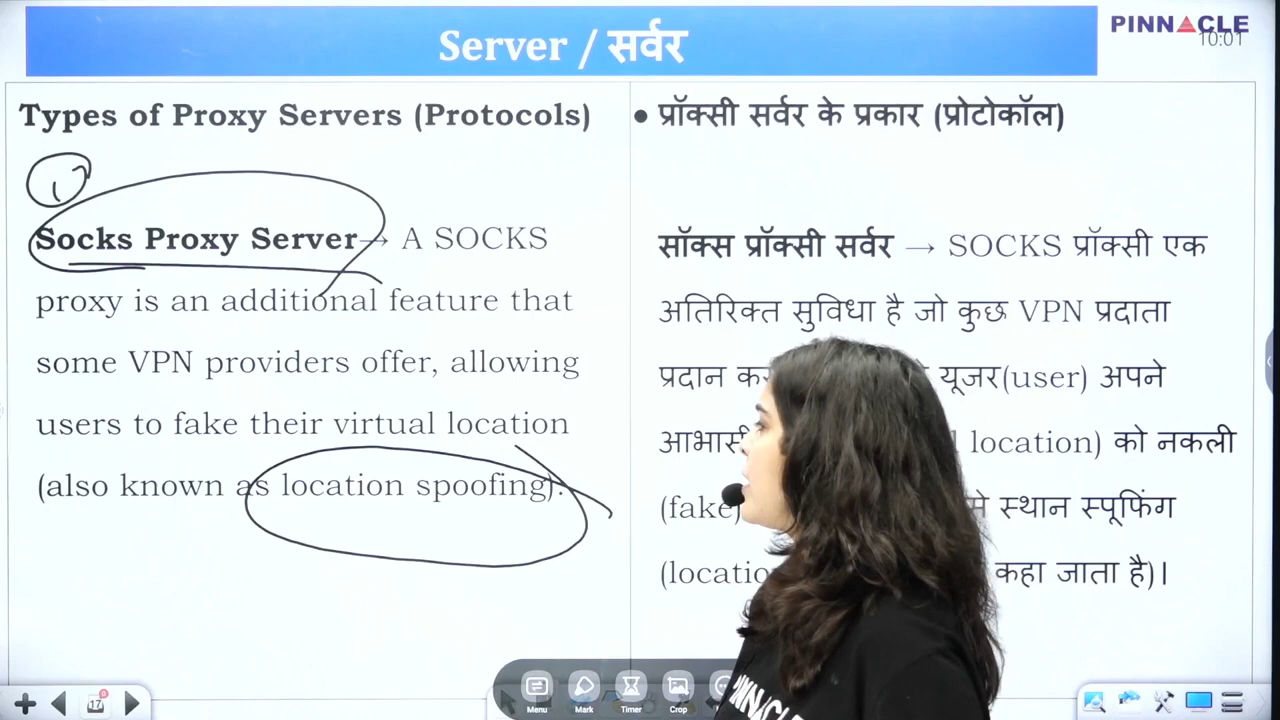 Server / सर्वर
PINNACLE
10:01
Types of Proxy Servers (Protocols)
1
Socks Proxy Server → A SOCKS
proxy is an additional feature that
some VPN providers offer, allowing
users to fake their virtual location
(also known as location spoofing).
• प्रॉक्सी सर्वर के प्रकार (प्रोटोकॉल)
सॉक्स प्रॉक्सी सर्वर → SOCKS प्रॉक्सी एक
अतिरिक्त सुविधा है जो कुछ VPN प्रदाता
प्रदान यूजर(user) अपने
location) को नकली
(fake) स्थान स्पूफिंग
कहा जाता है)।
17
0
Menu
Mark
Timer
Crop
PINNACLE